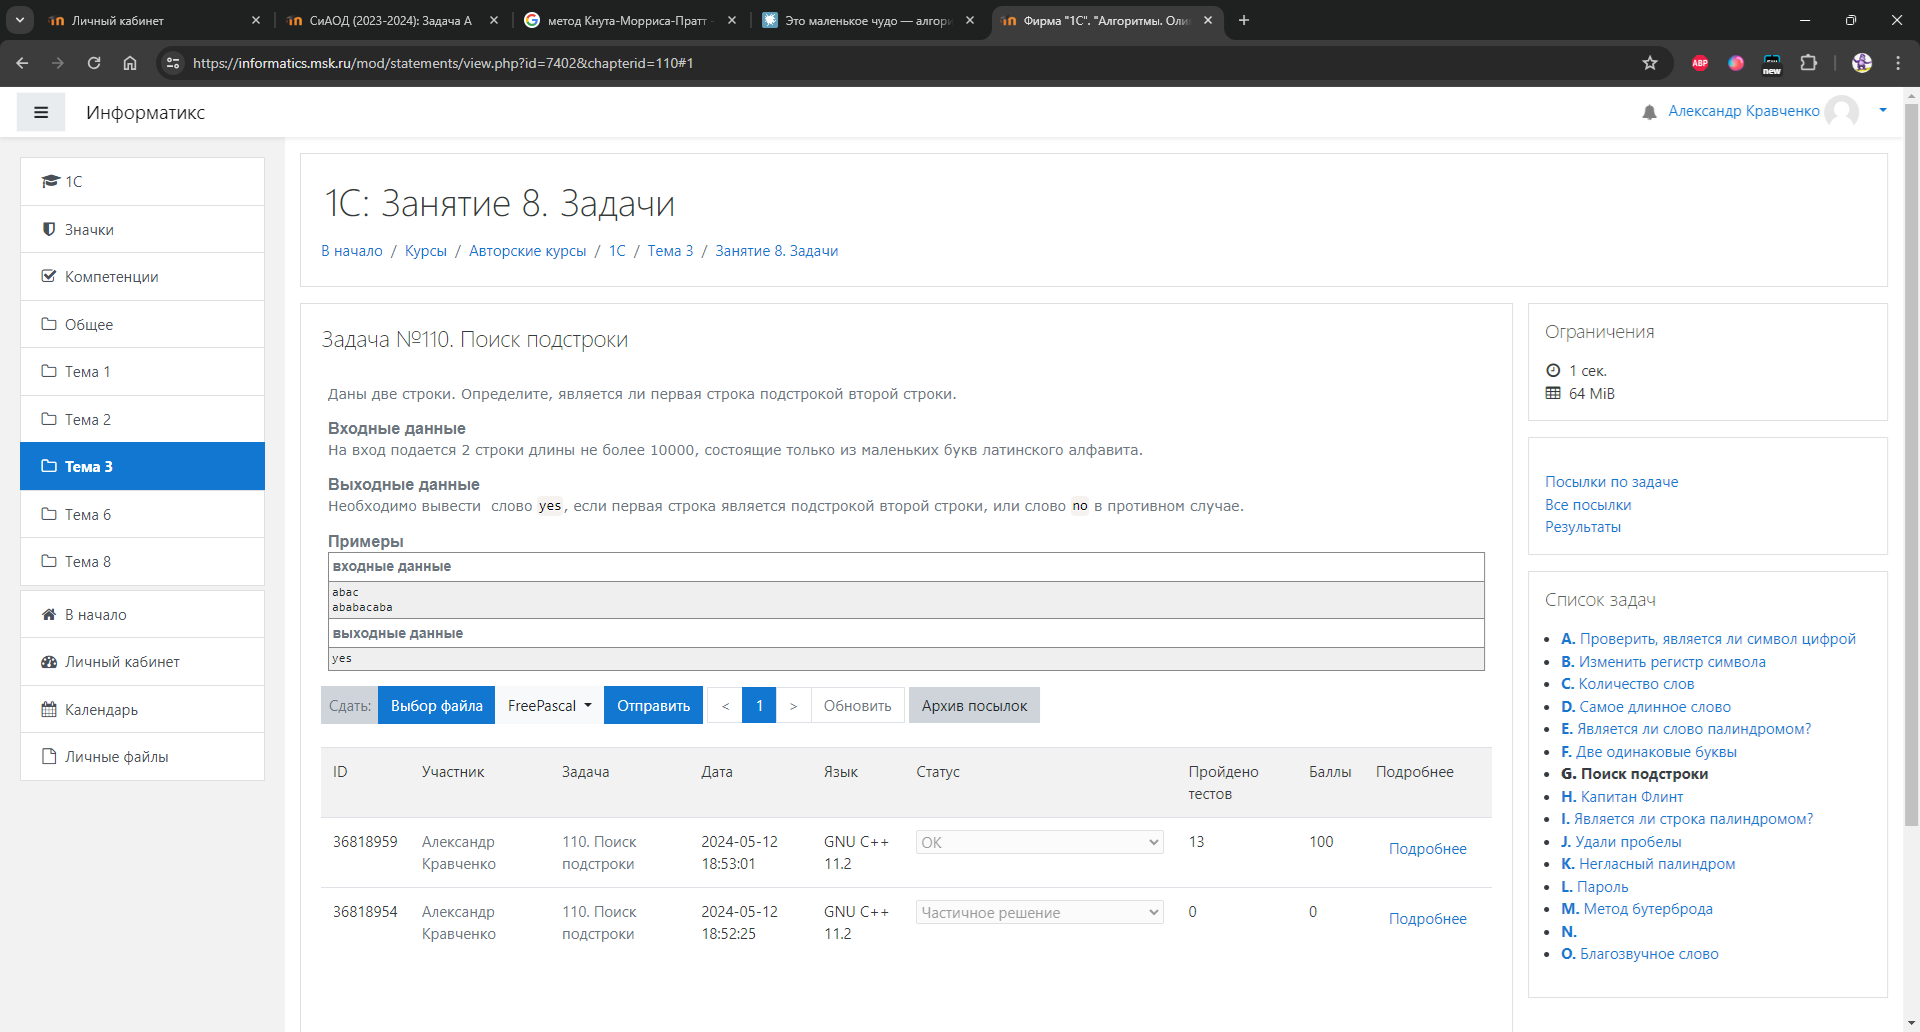 Личный кабинет
СиАОД (2023-2024): Задача А
метод Кнута-Морриса-Пратт
Это маленькое чудо — алгори
Фирма "1С". "Алгоритмы. Оли
https://informatics.msk.ru/mod/statements/view.php?id=7402&chapterid=110#1
ABP
new
Информатикс
Александр Кравченко
1С
Значки
Компетенции
Общее
Тема 1
Тема 2
Тема 3
Тема 6
Тема 8
В начало
Личный кабинет
Календарь
Личные файлы
1С: Занятие 8. Задачи
В начало / Курсы / Авторские курсы / 1С / Тема 3 / Занятие 8. Задачи
Задача №110. Поиск подстроки
Даны две строки. Определите, является ли первая строка подстрокой второй строки.
Входные данные
На вход подается 2 строки длины не более 10000, состоящие только из маленьких букв латинского алфавита.
Выходные данные
Необходимо вывести слово yes, если первая строка является подстрокой второй строки, или слово no в противном случае.
Примеры
входные данные
abac
ababacaba
выходные данные
yes
Сдать: Выбор файла FreePascal Отправить < 1 > Обновить Архив посылок
ID Участник Задача Дата Язык Статус Пройдено тестов Баллы Подробнее
36818959 Александр Кравченко 110. Поиск подстроки 2024-05-12 18:53:01 GNU C++ 11.2 OK 13 100 Подробнее
36818954 Александр Кравченко 110. Поиск подстроки 2024-05-12 18:52:25 GNU C++ 11.2 Частичное решение 0 0 Подробнее
Ограничения
1 сек.
64 MiB
Посылки по задаче
Все посылки
Результаты
Список задач
A. Проверить, является ли символ цифрой
B. Изменить регистр символа
C. Количество слов
D. Самое длинное слово
E. Является ли слово палиндромом?
F. Две одинаковые буквы
G. Поиск подстроки
H. Капитан Флинт
I. Является ли строка палиндромом?
J. Удали пробелы
K. Негласный палиндром
L. Пароль
M. Метод бутерброда
N.
O. Благозвучное слово